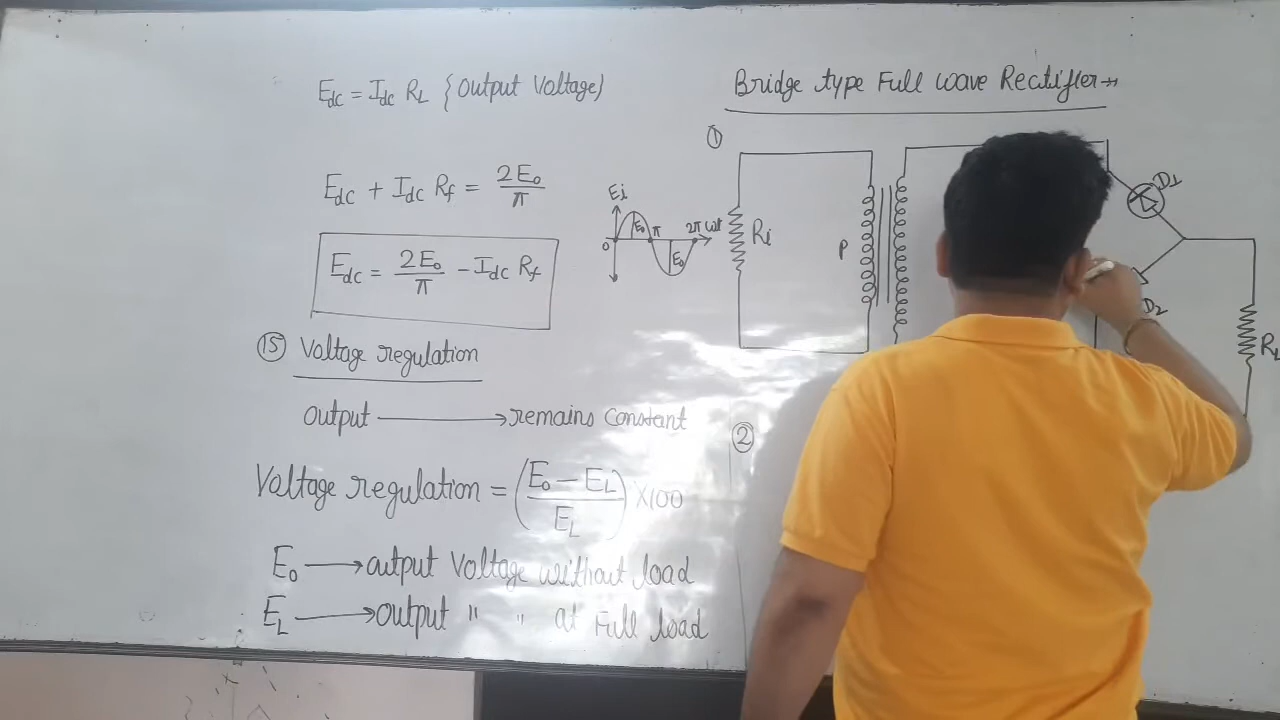 E_dc = I_dc R_L {Output Voltage}
E_dc + I_dc R_f = 2E₀/π
E_dc = 2E₀/π - I_dc R_f
⑮ Voltage regulation
output ⟶ remains constant
Voltage regulation = (E₀ - E_L / E_L) ×100
E₀ ⟶ output Voltage without load
E_L ⟶ output " " at Full load
Bridge type Full wave Rectifier→
①
Ei
E₀
0
π
2π ωt
E₀
Ri
P
D1
D2
R_L
②